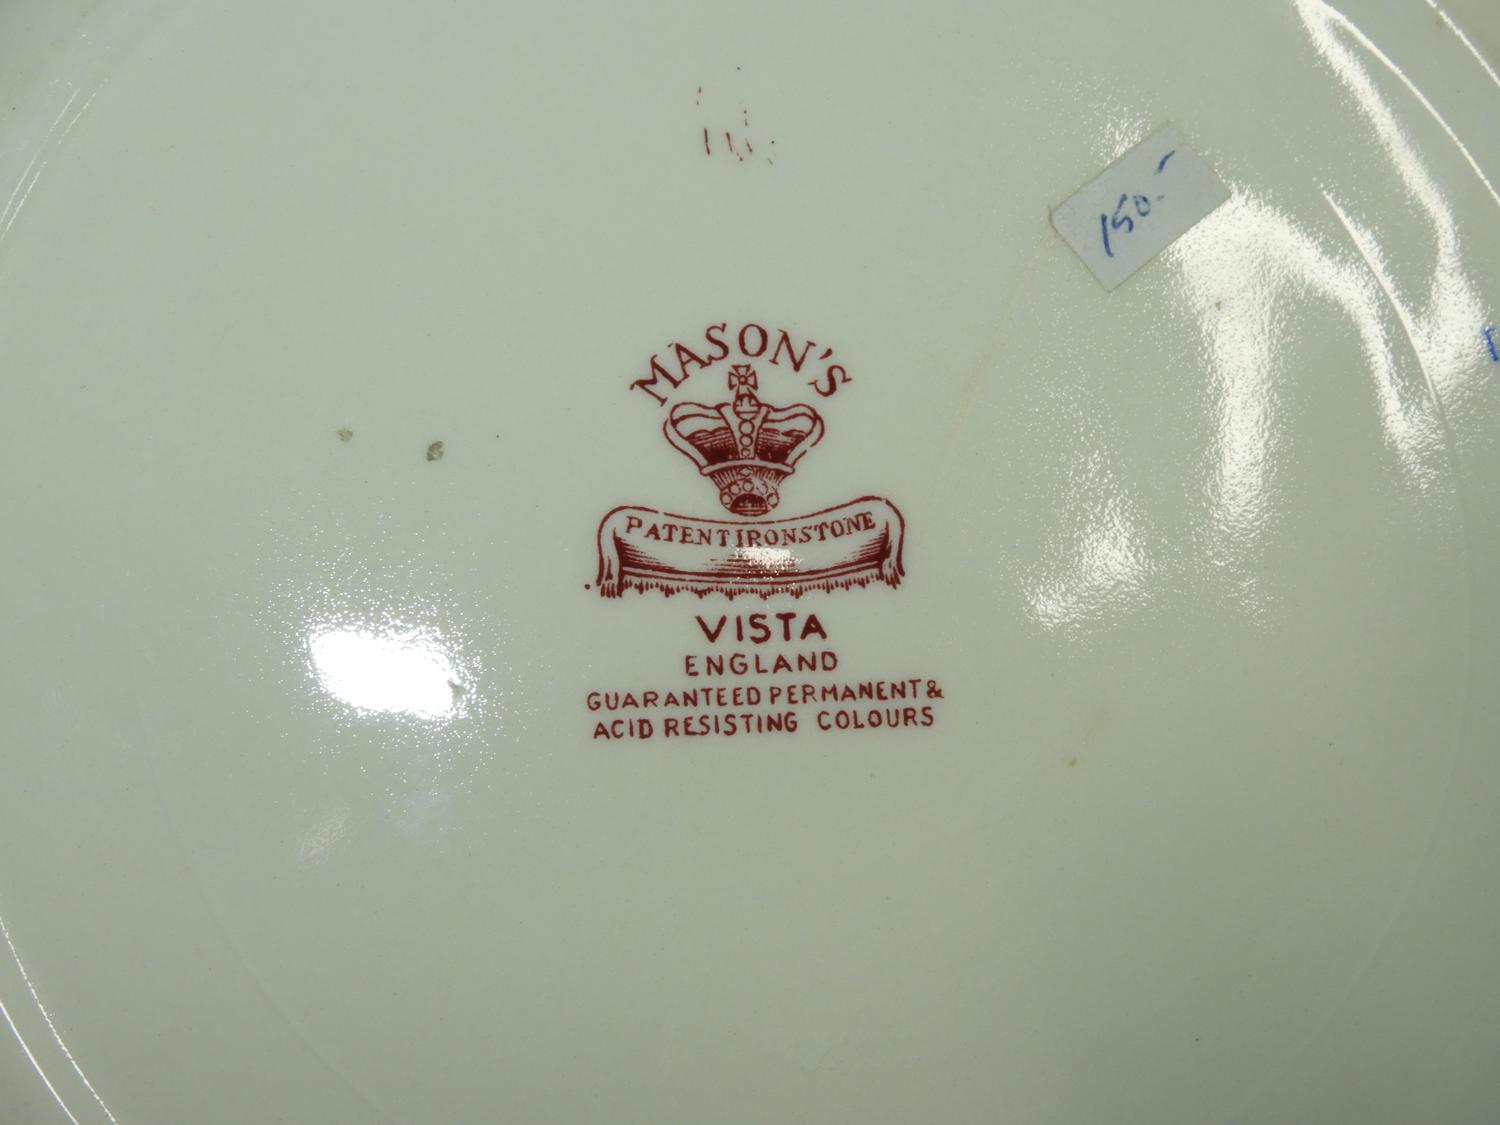 150.-
MASON'S
PATENT IRONSTONE
VISTA
ENGLAND
GUARANTEED PERMANENT &
ACID RESISTING COLOURS